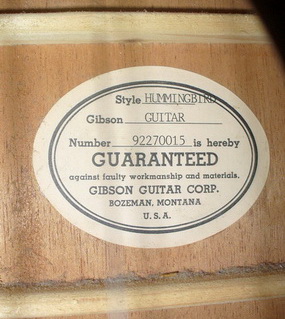 Style HUMMINGBIRD
Gibson GUITAR
Number 92270015 is hereby
GUARANTEED
against faulty workmanship and materials.
GIBSON GUITAR CORP.
BOZEMAN, MONTANA
U.S.A.